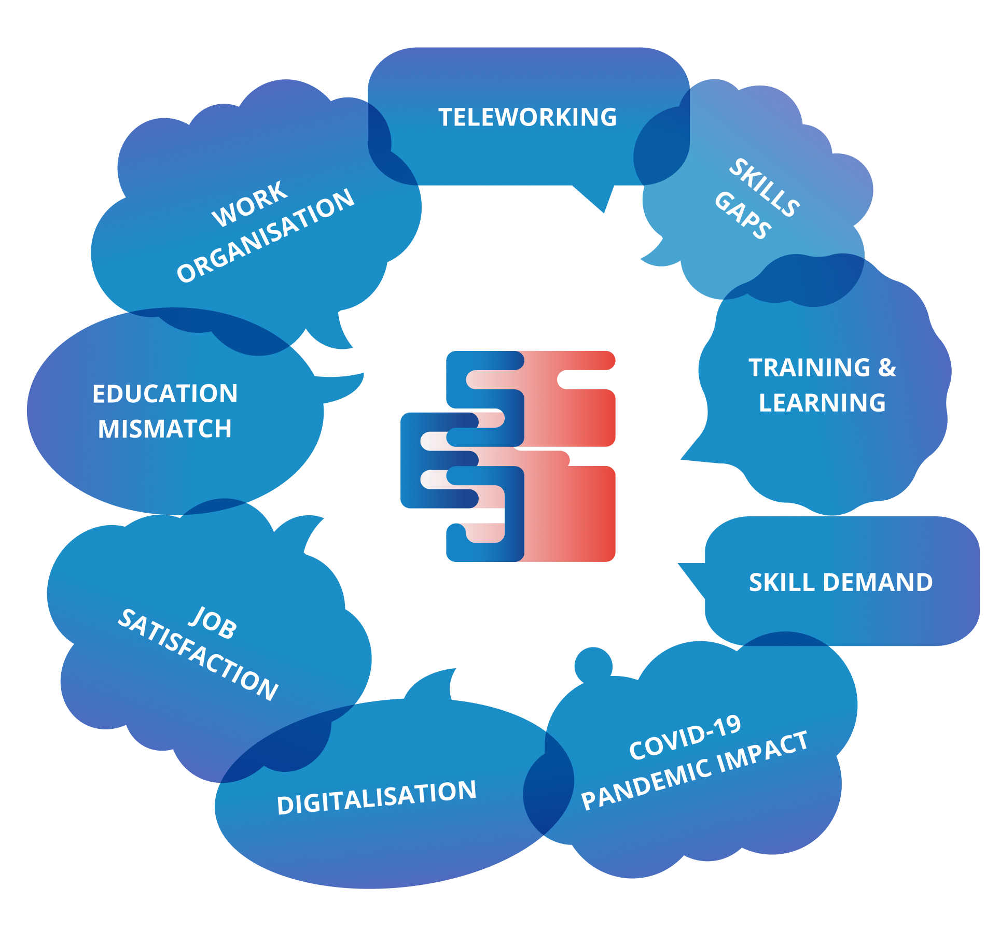 TELEWORKING
SKILLS
GAPS
TRAINING &
LEARNING
SKILL DEMAND
COVID-19
PANDEMIC IMPACT
DIGITALISATION
JOB
SATISFACTION
EDUCATION
MISMATCH
WORK
ORGANISATION